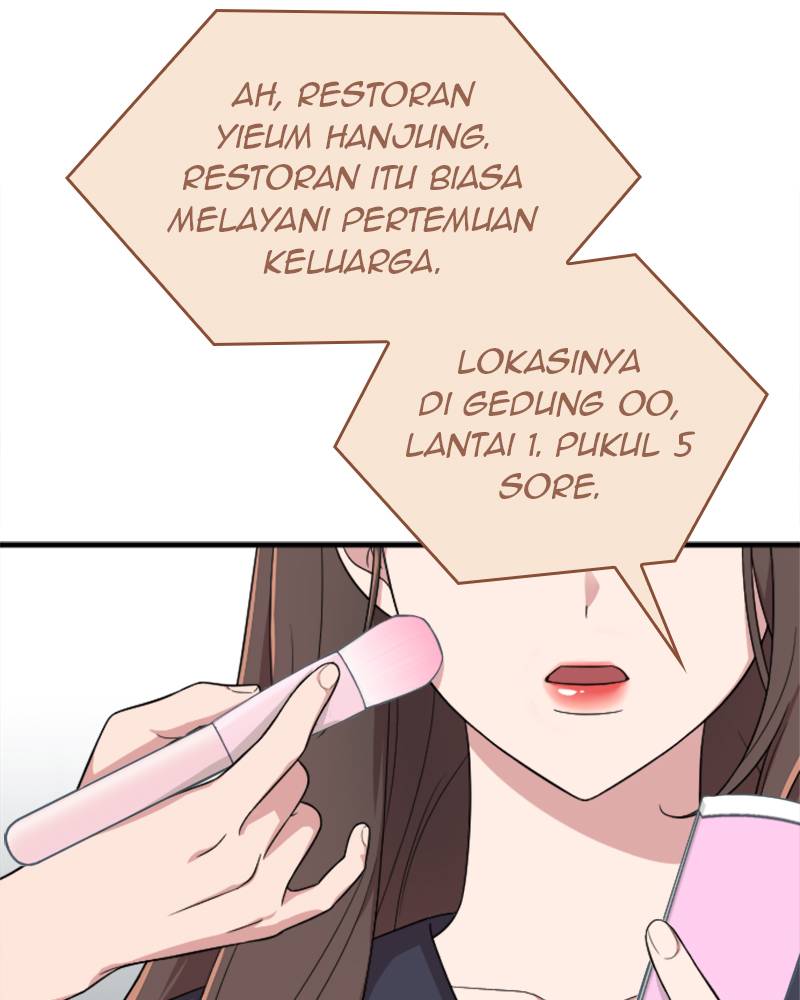 AH, RESTORAN
YIEUM HANJUNG.
RESTORAN ITU BIASA
MELAYANI PERTEMUAN
KELUARGA.
LOKASINYA
DI GEDUNG OO,
LANTAI 1. PUKUL 5
SORE.